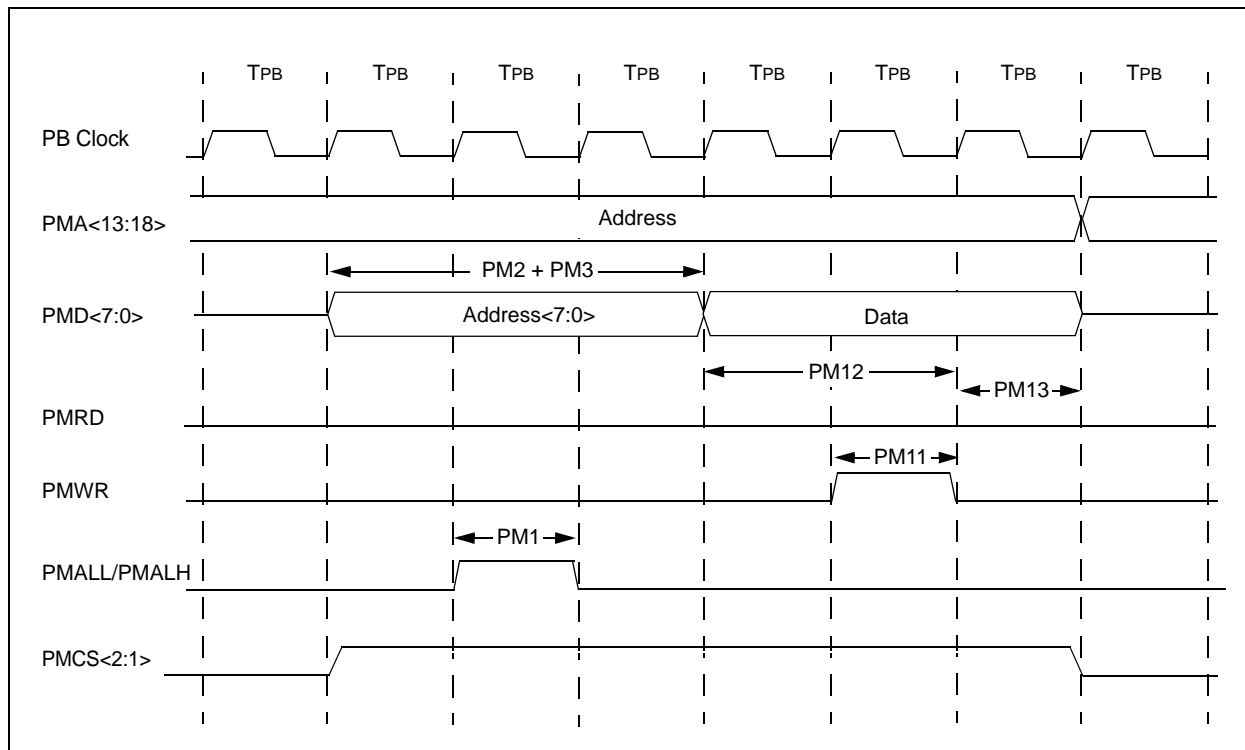 TPB TPB TPB TPB TPB TPB TPB TPB
PB Clock
PMA<13:18>
Address
PM2 + PM3
PMD<7:0>
Address<7:0>
Data
PM12
PM13
PMRD
PM11
PMWR
PM1
PMALL/PMALH
PMCS<2:1>